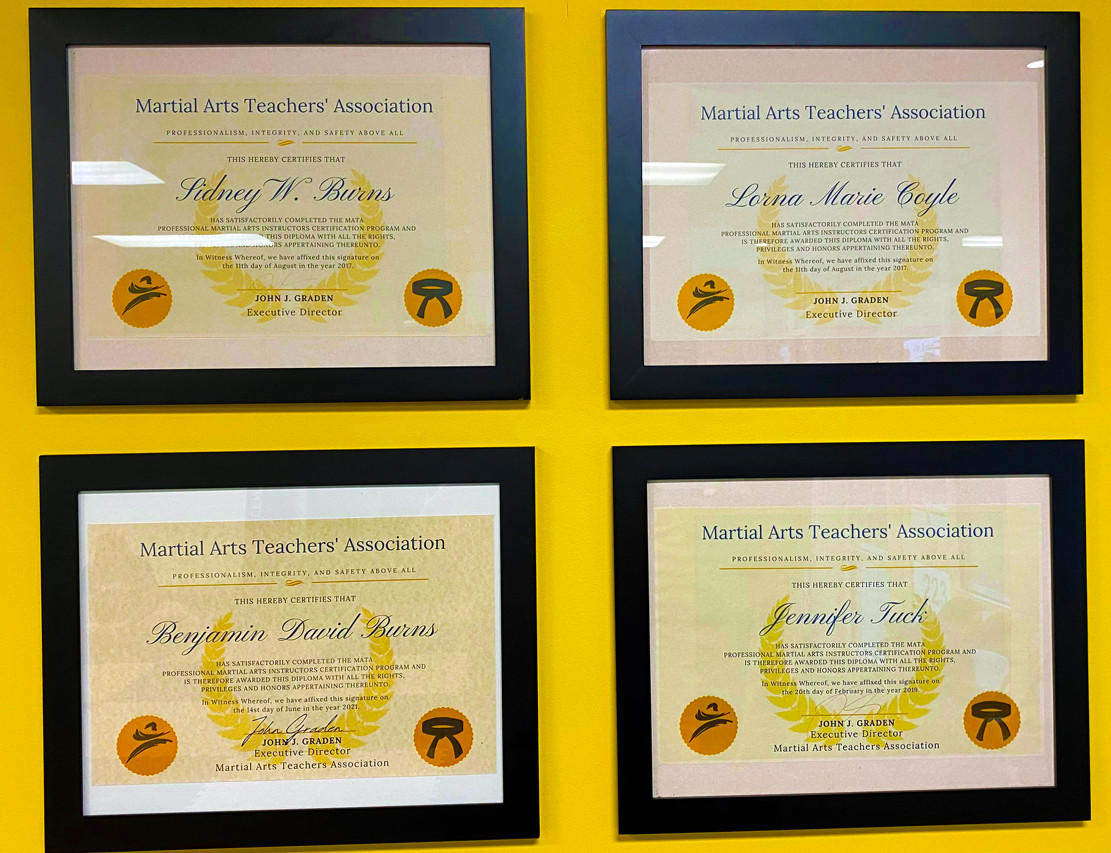 Martial Arts Teachers' Association
PROFESSIONALISM, INTEGRITY, AND SAFETY ABOVE ALL
THIS HEREBY CERTIFIES THAT
Sidney W. Burns
HAS SATISFACTORILY COMPLETED THE MATA
PROFESSIONAL MARTIAL ARTS INSTRUCTORS CERTIFICATION PROGRAM AND
THIS DIPLOMA WITH ALL THE RIGHTS,
AND HONORS APPERTAINING THEREUNTO.
In Witness Whereof, we have affixed this signature on
the 11th day of August in the year 2017.
JOHN J. GRADEN
Executive Director
Martial Arts Teachers' Association
PROFESSIONALISM, INTEGRITY, AND SAFETY ABOVE ALL
THIS HEREBY CERTIFIES THAT
Lorna Marie Coyle
HAS SATISFACTORILY COMPLETED THE MATA
PROFESSIONAL MARTIAL ARTS INSTRUCTORS CERTIFICATION PROGRAM AND
IS THEREFORE AWARDED THIS DIPLOMA WITH ALL THE RIGHTS,
PRIVILEGES AND HONORS APPERTAINING THEREUNTO.
In Witness Whereof, we have affixed this signature on
the 11th day of August in the year 2017.
JOHN J. GRADEN
Executive Director
Martial Arts Teachers' Association
PROFESSIONALISM, INTEGRITY, AND SAFETY ABOVE ALL
THIS HEREBY CERTIFIES THAT
Benjamin David Burns
HAS SATISFACTORILY COMPLETED THE MATA
PROFESSIONAL MARTIAL ARTS INSTRUCTORS CERTIFICATION PROGRAM AND
IS THEREFORE AWARDED THIS DIPLOMA WITH ALL THE RIGHTS,
PRIVILEGES AND HONORS APPERTAINING THEREUNTO.
In Witness Whereof, we have affixed this signature on
the 14st day of June in the year 2021.
John Graden
JOHN J. GRADEN
Executive Director
Martial Arts Teachers Association
Martial Arts Teachers' Association
PROFESSIONALISM, INTEGRITY, AND SAFETY ABOVE ALL
THIS HEREBY CERTIFIES THAT
Jennifer Tuck
HAS SATISFACTORILY COMPLETED THE MATA
PROFESSIONAL MARTIAL ARTS INSTRUCTORS CERTIFICATION PROGRAM AND
IS THEREFORE AWARDED THIS DIPLOMA WITH ALL THE RIGHTS,
PRIVILEGES AND HONORS APPERTAINING THEREUNTO.
In Witness Whereof, we have affixed this signature on
the 20th day of February in the year 2019.
JOHN J. GRADEN
Executive Director
Martial Arts Teachers Association